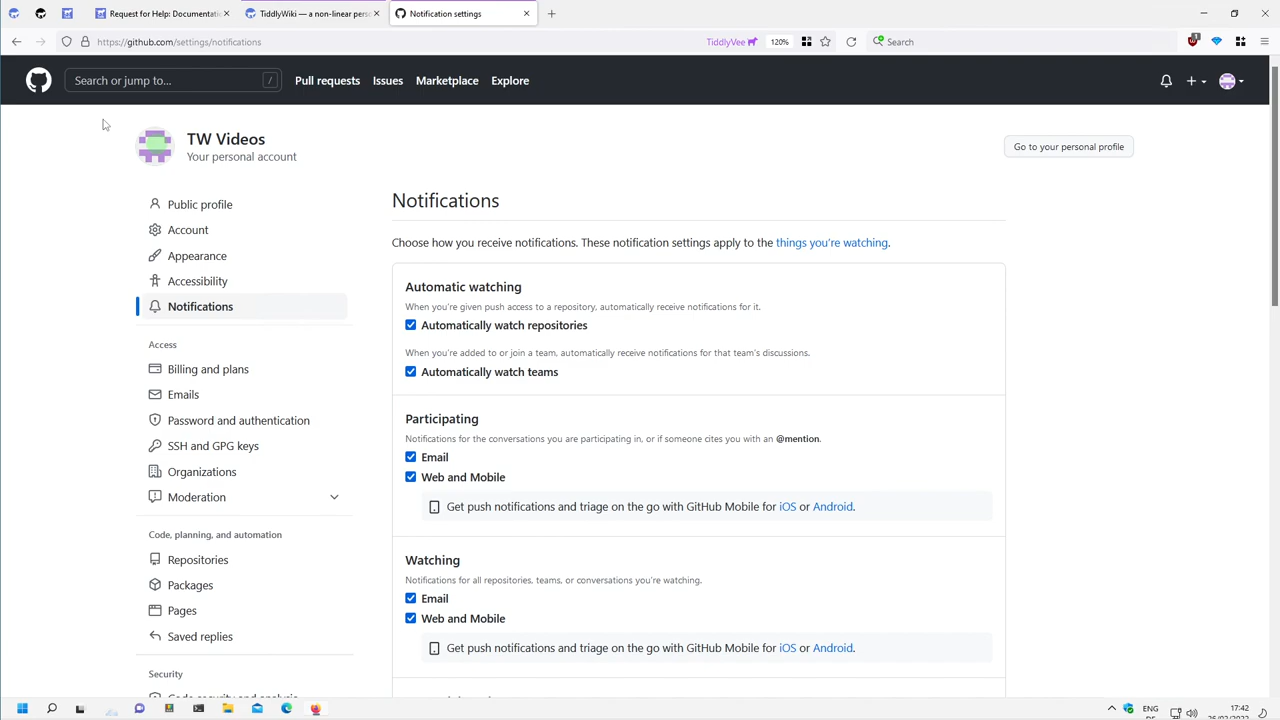 Request for Help: Documentatio
TiddlyWiki — a non-linear pers
Notification settings
https://github.com/settings/notifications
TiddlyVee
120%
Search
1
Search or jump to...
/
Pull requests
Issues
Marketplace
Explore
TW Videos
Your personal account
Go to your personal profile
Public profile
Account
Appearance
Accessibility
Notifications
Access
Billing and plans
Emails
Password and authentication
SSH and GPG keys
Organizations
Moderation
Code, planning, and automation
Repositories
Packages
Pages
Saved replies
Security
Code security and analysis
Notifications
Choose how you receive notifications. These notification settings apply to the things you're watching.
Automatic watching
When you're given push access to a repository, automatically receive notifications for it.
Automatically watch repositories
When you're added to or join a team, automatically receive notifications for that team's discussions.
Automatically watch teams
Participating
Notifications for the conversations you are participating in, or if someone cites you with an @mention.
Email
Web and Mobile
Get push notifications and triage on the go with GitHub Mobile for iOS or Android.
Watching
Notifications for all repositories, teams, or conversations you're watching.
Email
Web and Mobile
Get push notifications and triage on the go with GitHub Mobile for iOS or Android.
ENG
17:42